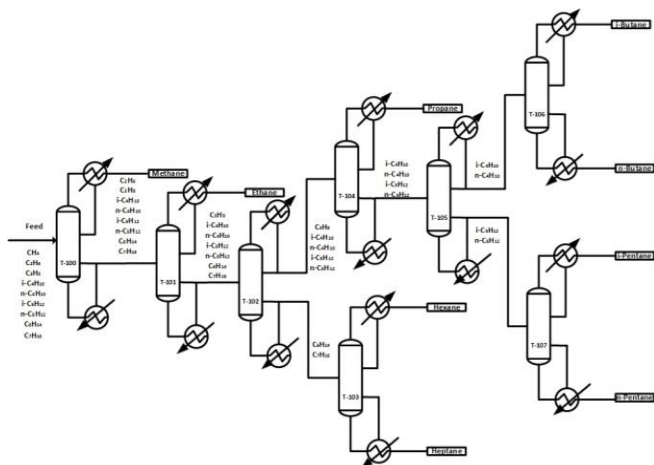 i-Butane
T-106
n-Butane
Propane
T-104
i-C₄H₁₀
n-C₄H₁₀
i-C₅H₁₂
n-C₅H₁₂
T-105
i-C₄H₁₀
n-C₄H₁₀
i-C₅H₁₂
n-C₅H₁₂
Methane
C₂H₆
C₃H₈
i-C₄H₁₀
n-C₄H₁₀
i-C₅H₁₂
n-C₅H₁₂
C₆H₁₄
C₇H₁₆
Feed
T-100
CH₄
C₂H₆
C₃H₈
i-C₄H₁₀
n-C₄H₁₀
i-C₅H₁₂
n-C₅H₁₂
C₆H₁₄
C₇H₁₆
Ethane
T-101
C₃H₈
i-C₄H₁₀
n-C₄H₁₀
i-C₅H₁₂
n-C₅H₁₂
C₆H₁₄
C₇H₁₆
T-102
C₃H₈
i-C₄H₁₀
n-C₄H₁₀
i-C₅H₁₂
n-C₅H₁₂
i-Pentane
T-107
n-Pentane
Hexane
C₆H₁₄
C₇H₁₆
T-103
Heptane